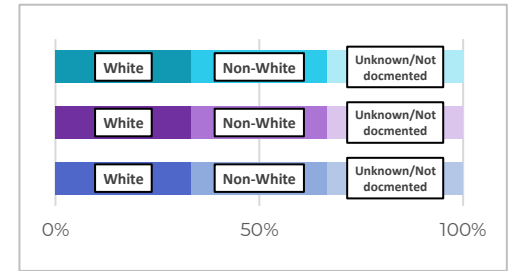 White
Non-White
Unknown/Not
docmented
White
Non-White
Unknown/Not
docmented
White
Non-White
Unknown/Not
docmented
0%
50%
100%